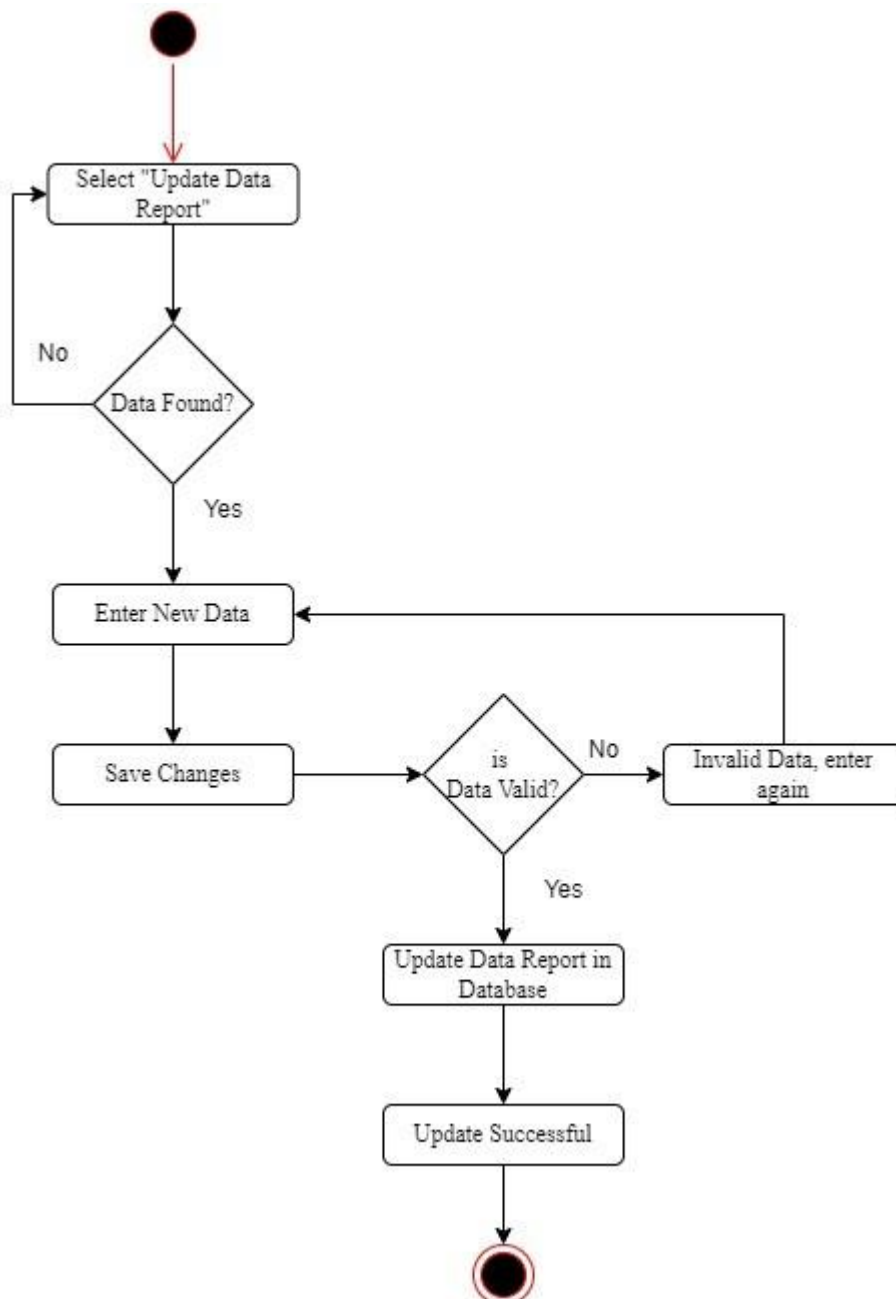 Select "Update Data
Report"
No
Data Found?
Yes
Enter New Data
Save Changes
is
Data Valid?
No
Invalid Data, enter
again
Yes
Update Data Report in
Database
Update Successful